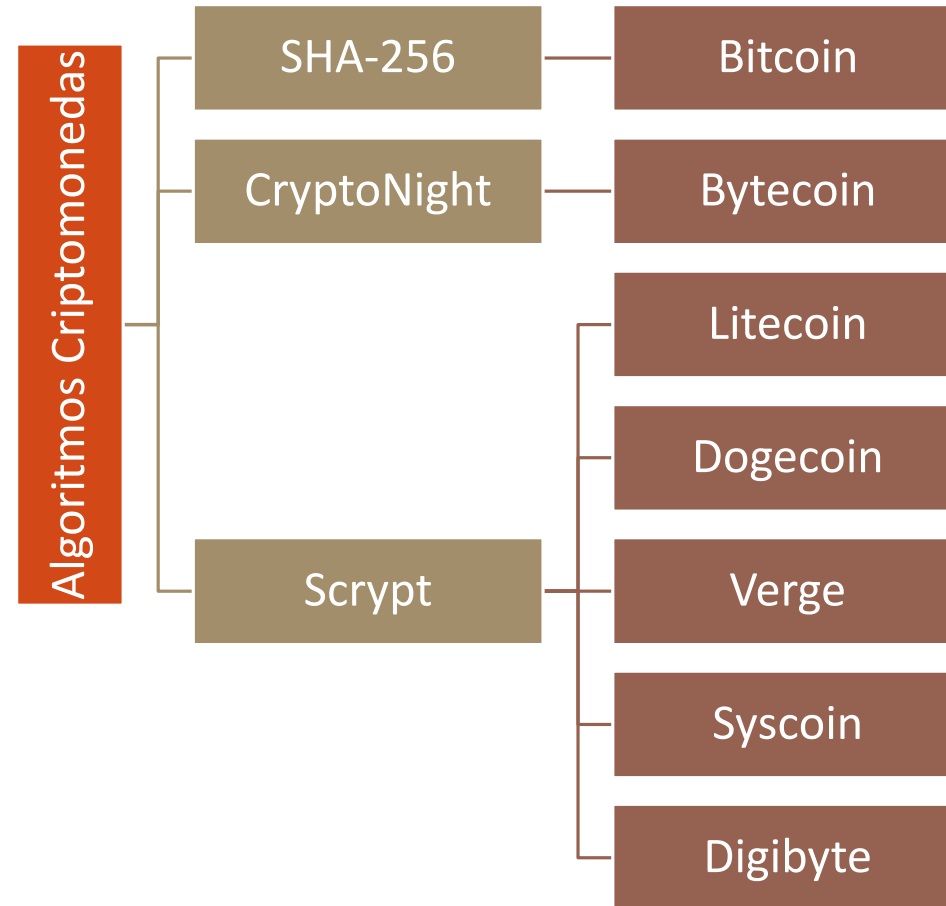 Algoritmos Criptomonedas
SHA-256
Bitcoin
CryptoNight
Bytecoin
Scrypt
Litecoin
Dogecoin
Verge
Syscoin
Digibyte